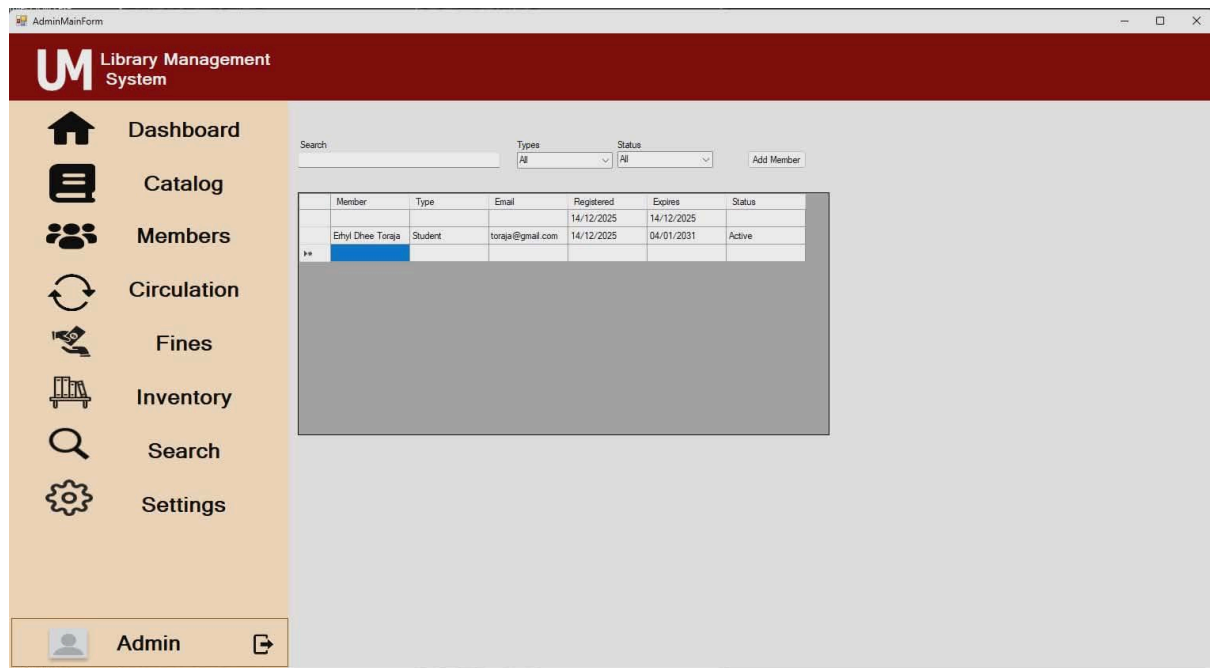 AdminMainForm
UM Library Management
System
Dashboard
Catalog
Members
Circulation
Fines
Inventory
Search
Settings
Admin
Search Types Status
All All Add Member
Member Type Email Registered Expires Status
14/12/2025 14/12/2025
Erhyl Dhee Toraja Student toraja@gmail.com 14/12/2025 04/01/2031 Active